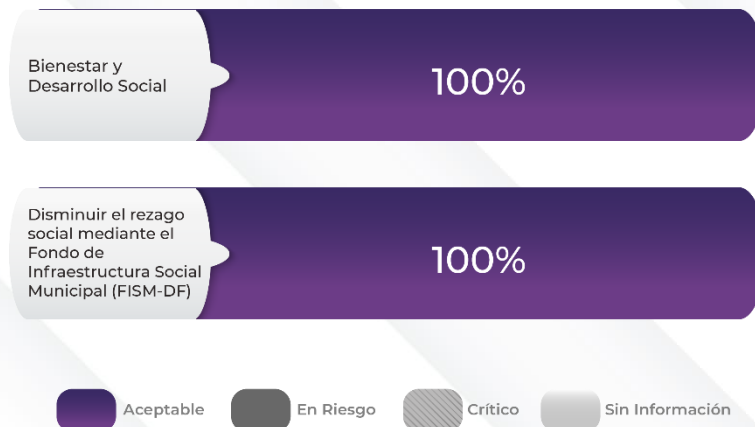 Bienestar y
Desarrollo Social
100%
Disminuir el rezago
social mediante el
Fondo de
Infraestructura Social
Municipal (FISM-DF)
100%
Aceptable
En Riesgo
Crítico
Sin Información